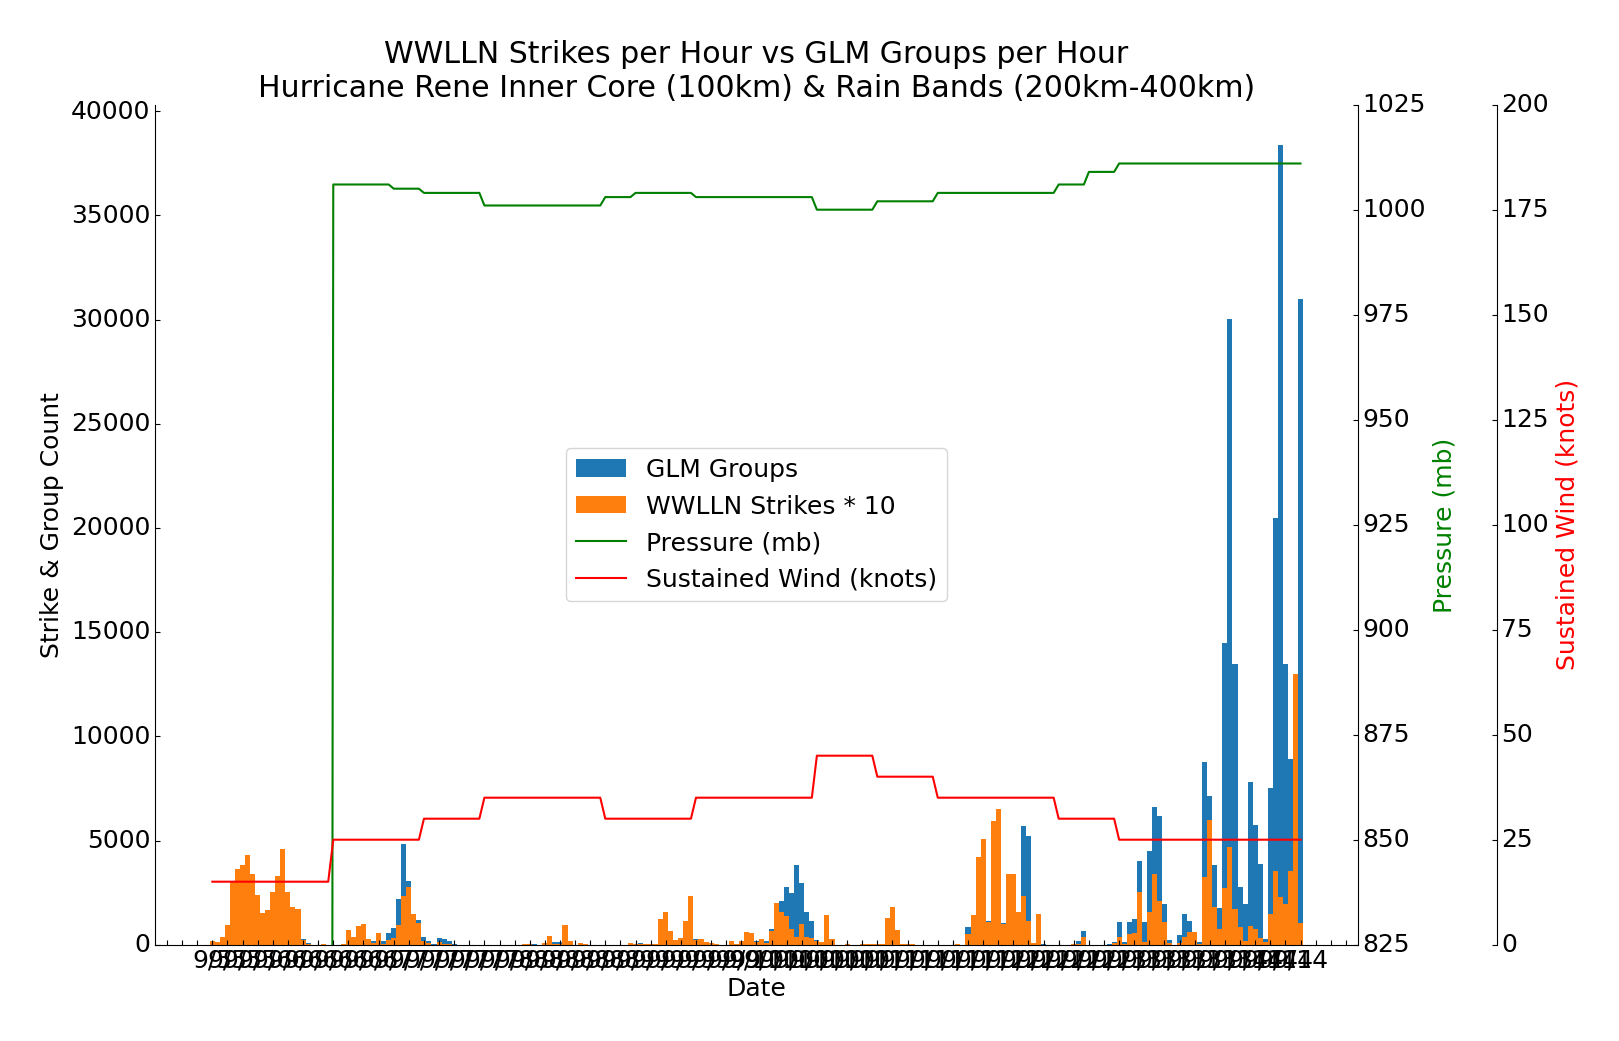 WWLLN Strikes per Hour vs GLM Groups per Hour
Hurricane Rene Inner Core (100km) & Rain Bands (200km-400km)
40000
35000
30000
25000
20000
15000
10000
5000
0
Strike & Group Count
GLM Groups
WWLLN Strikes * 10
Pressure (mb)
Sustained Wind (knots)
1025
1000
975
950
925
900
875
850
825
Pressure (mb)
200
175
150
125
100
75
50
25
0
Sustained Wind (knots)
Date